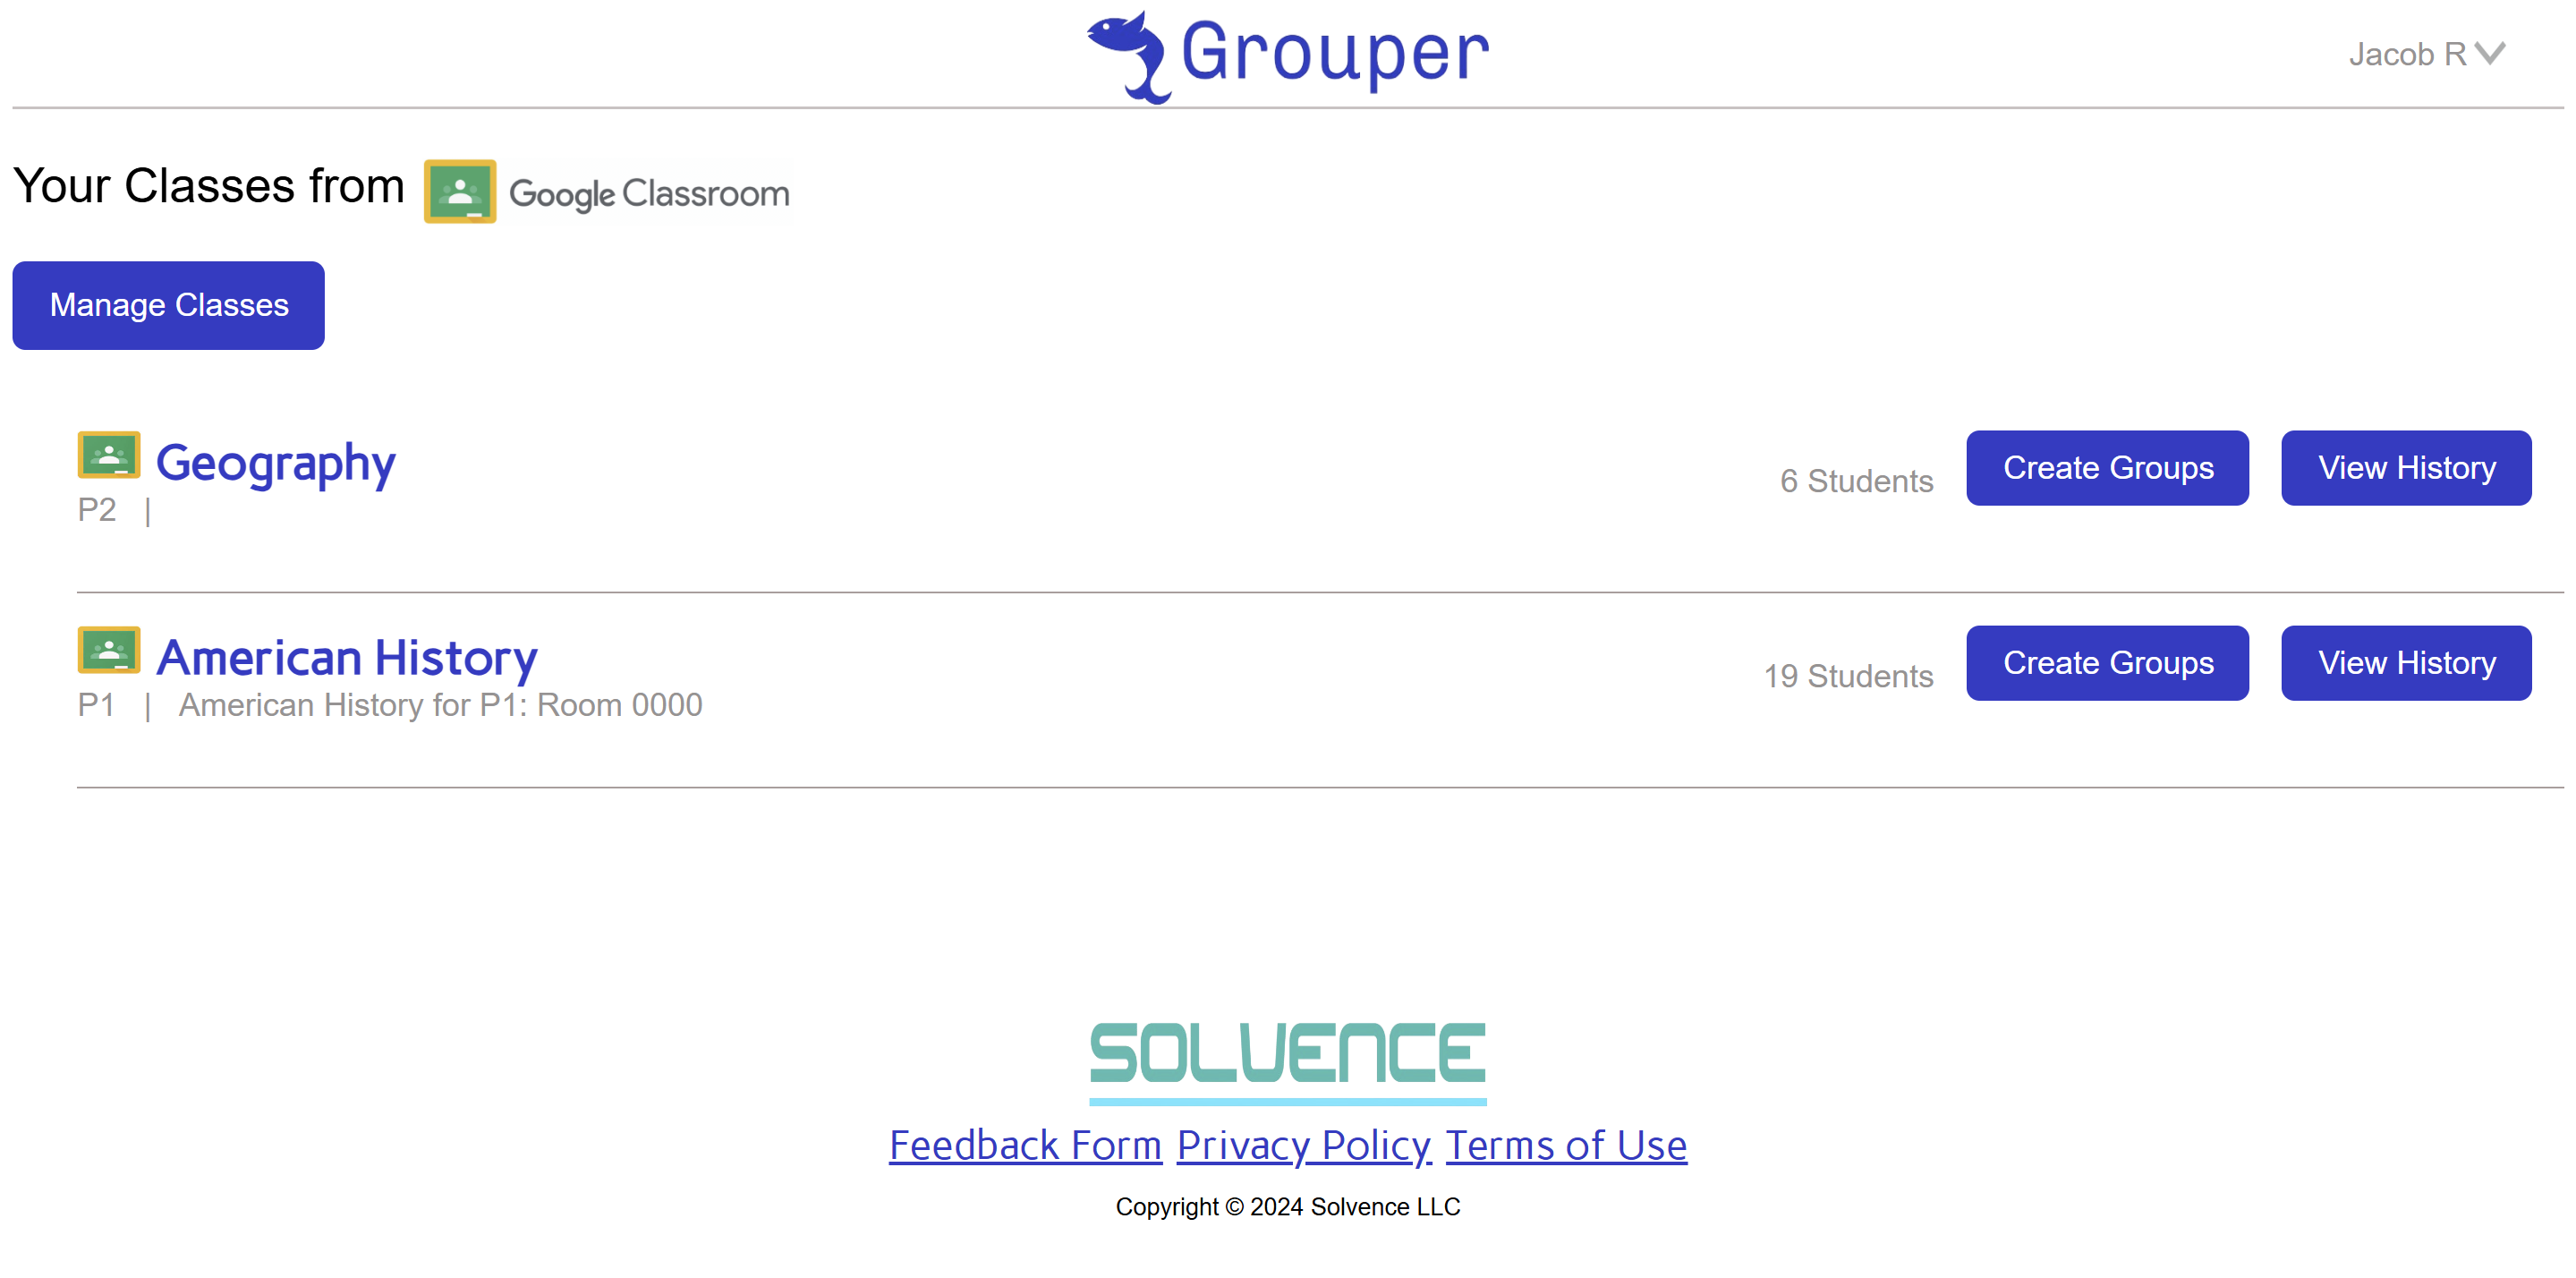 Grouper
Jacob R
Your Classes from Google Classroom
Manage Classes
Geography
P2 |
6 Students
Create Groups
View History
American History
P1 | American History for P1: Room 0000
19 Students
Create Groups
View History
SOLVENCE
Feedback Form Privacy Policy Terms of Use
Copyright © 2024 Solvence LLC